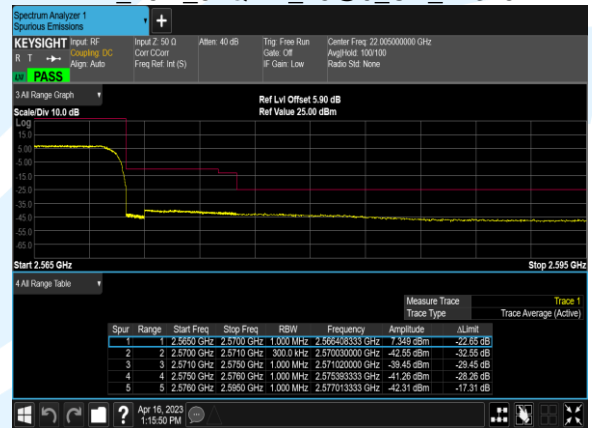 Spectrum Analyzer 1
Spurious Emissions
KEYSIGHT Input: RF Input Z: 50 Ω Atten: 40 dB Trig: Free Run Center Freq: 22.005000000 GHz
R T Coupling: DC Corr CCorr Gate: Off Avg|Hold: 100/100
Align: Auto Freq Ref: Int (S) IF Gain: Low Radio Std: None
PASS
3 All Range Graph
Ref Lvl Offset 5.90 dB
Scale/Div 10.0 dB Ref Value 25.00 dBm
Log
15.0
5.00
-5.00
-15.0
-25.0
-35.0
-45.0
-55.0
-65.0
Start 2.565 GHz Stop 2.595 GHz
4 All Range Table
Measure Trace Trace 1
Trace Type Trace Average (Active)
Spur Range Start Freq Stop Freq RBW Frequency Amplitude ΔLimit
1 1 2.5650 GHz 2.5700 GHz 1.000 MHz 2.566408333 GHz 7.349 dBm -22.65 dB
2 2 2.5700 GHz 2.5710 GHz 300.0 kHz 2.570030000 GHz -42.55 dBm -32.55 dB
3 3 2.5710 GHz 2.5750 GHz 1.000 MHz 2.571020000 GHz -39.45 dBm -29.45 dB
4 4 2.5750 GHz 2.5760 GHz 1.000 MHz 2.575393333 GHz -41.26 dBm -28.26 dB
5 5 2.5760 GHz 2.5950 GHz 1.000 MHz 2.577013333 GHz -42.31 dBm -17.31 dB
? Apr 16, 2023
1:15:50 PM